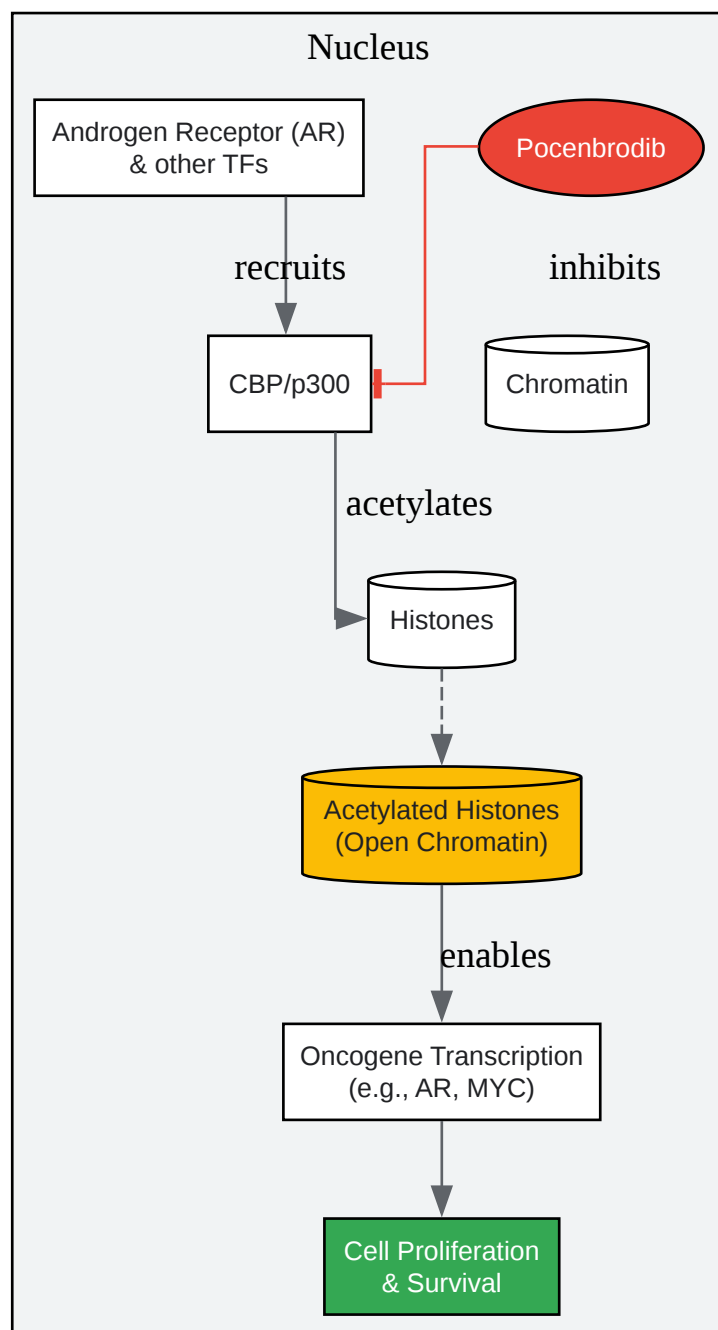 Nucleus
Androgen Receptor (AR)
& other TFs
Pocenbrodib
recruits
inhibits
CBP/p300
Chromatin
acetylates
Histones
Acetylated Histones
(Open Chromatin)
enables
Oncogene Transcription
(e.g., AR, MYC)
Cell Proliferation
& Survival